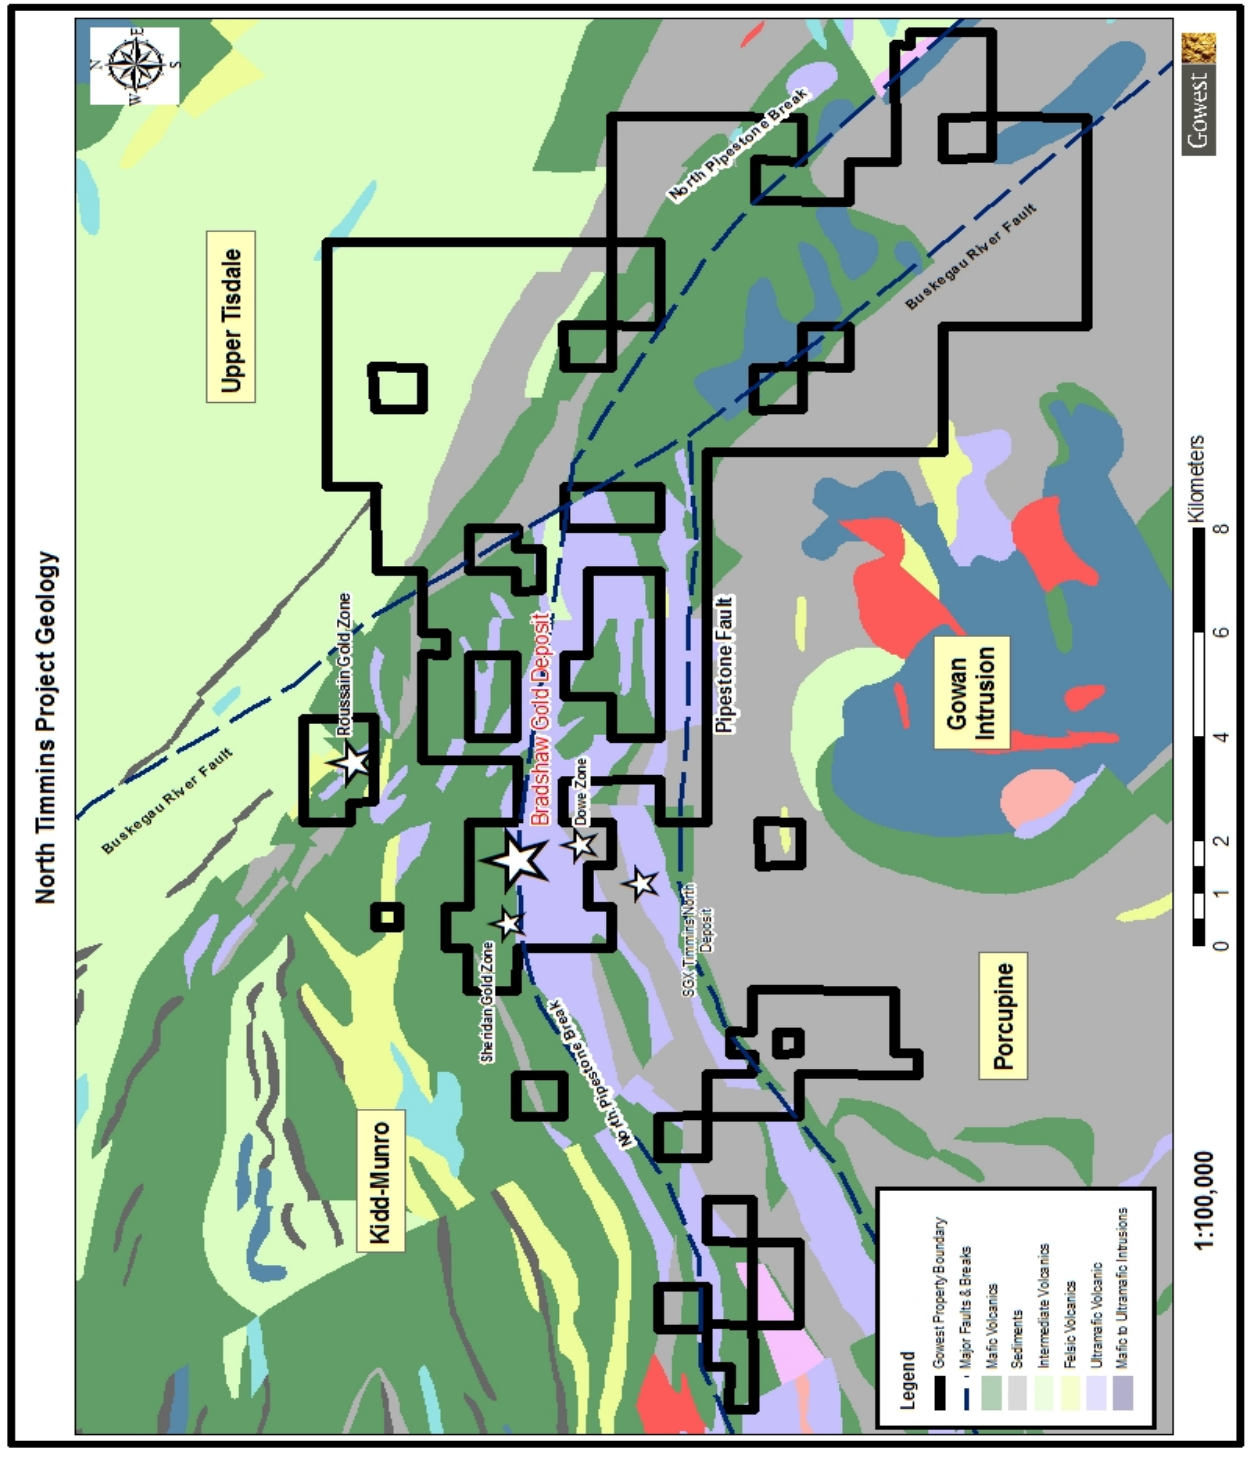 North Timmins Project Geology
N
E
S
W
Upper Tisdale
North Pipestone Break
Buskegau River Fault
Roussain Gold Zone
Buskegau River Fault
Bradshaw Gold Deposit
Dowe Zone
Pipestone Fault
Gowan
Intrusion
Sheridan Gold Zone
SGX Timmins North
Deposit
North Pipestone Break
Kidd-Munro
Porcupine
Legend
Gowest Property Boundary
Major Faults & Breaks
Mafic Volcanics
Sediments
Intermediate Volcanics
Felsic Volcanics
Ultramafic Volcanic
Mafic to Ultramafic Intrusions
1:100,000
0 1 2 4 6 8
Kilometers
Gowest